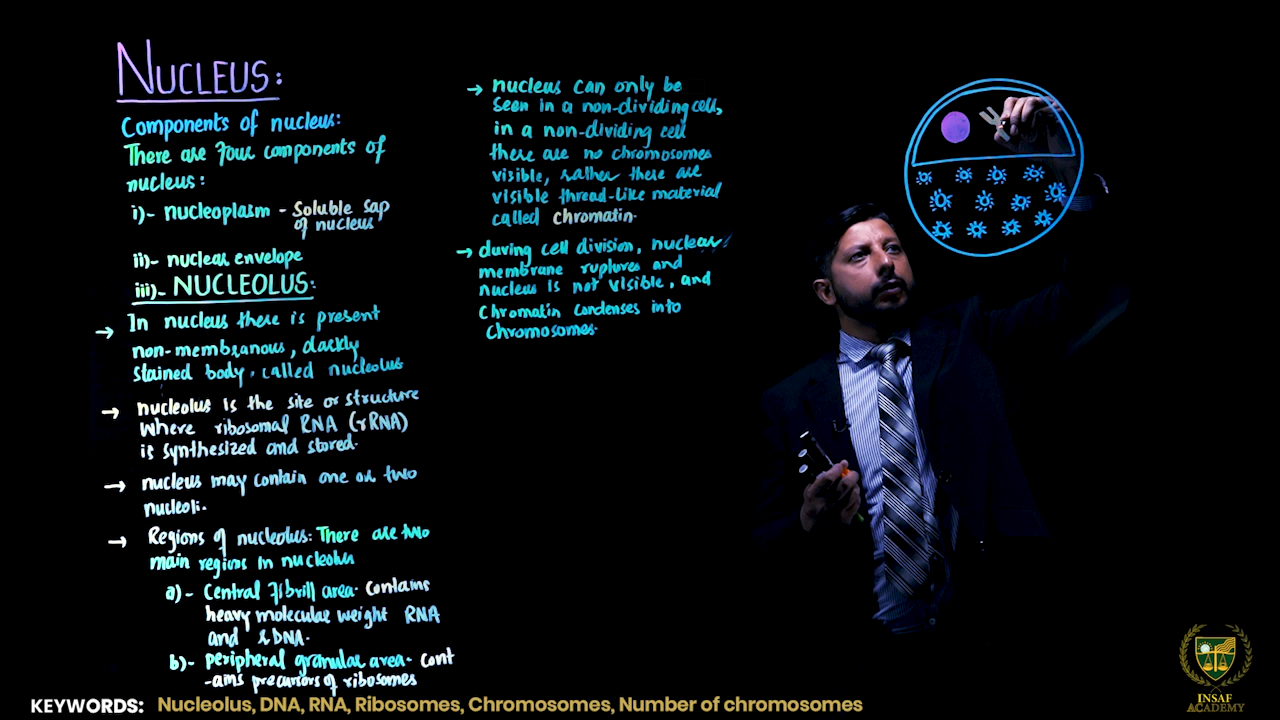 NUCLEUS:
Components of nucleus:
There are four components of
nucleus:
i)- nucleoplasm - Soluble sap
of nucleus
ii)- nuclear envelope
iii)- NUCLEOLUS:
→ In nucleus there is present
non-membranous, darkly
stained body, called nucleolus
→ nucleolus is the site or structure
where ribosomal RNA (rRNA)
is synthesized and stored.
→ nucleus may contain one or two
nucleoli.
→ Regions of nucleolus: There are two
main regions in nucleolus
a)- Central fibrill area- contains
heavy molecular weight RNA
and rDNA.
b)- peripheral granular area- cont
-ains precursors of ribosomes
→ nucleus can only be
seen in a non-dividing cell,
in a non-dividing cell
there are no chromosomes
visible, rather there are
visible thread-like material
called chromatin.
→ during cell division, nuclear
membrane ruptures and
nucleus is not visible, and
Chromatin condenses into
Chromosomes.
KEYWORDS: Nucleolus, DNA, RNA, Ribosomes, Chromosomes, Number of chromosomes
INSAF
ACADEMY